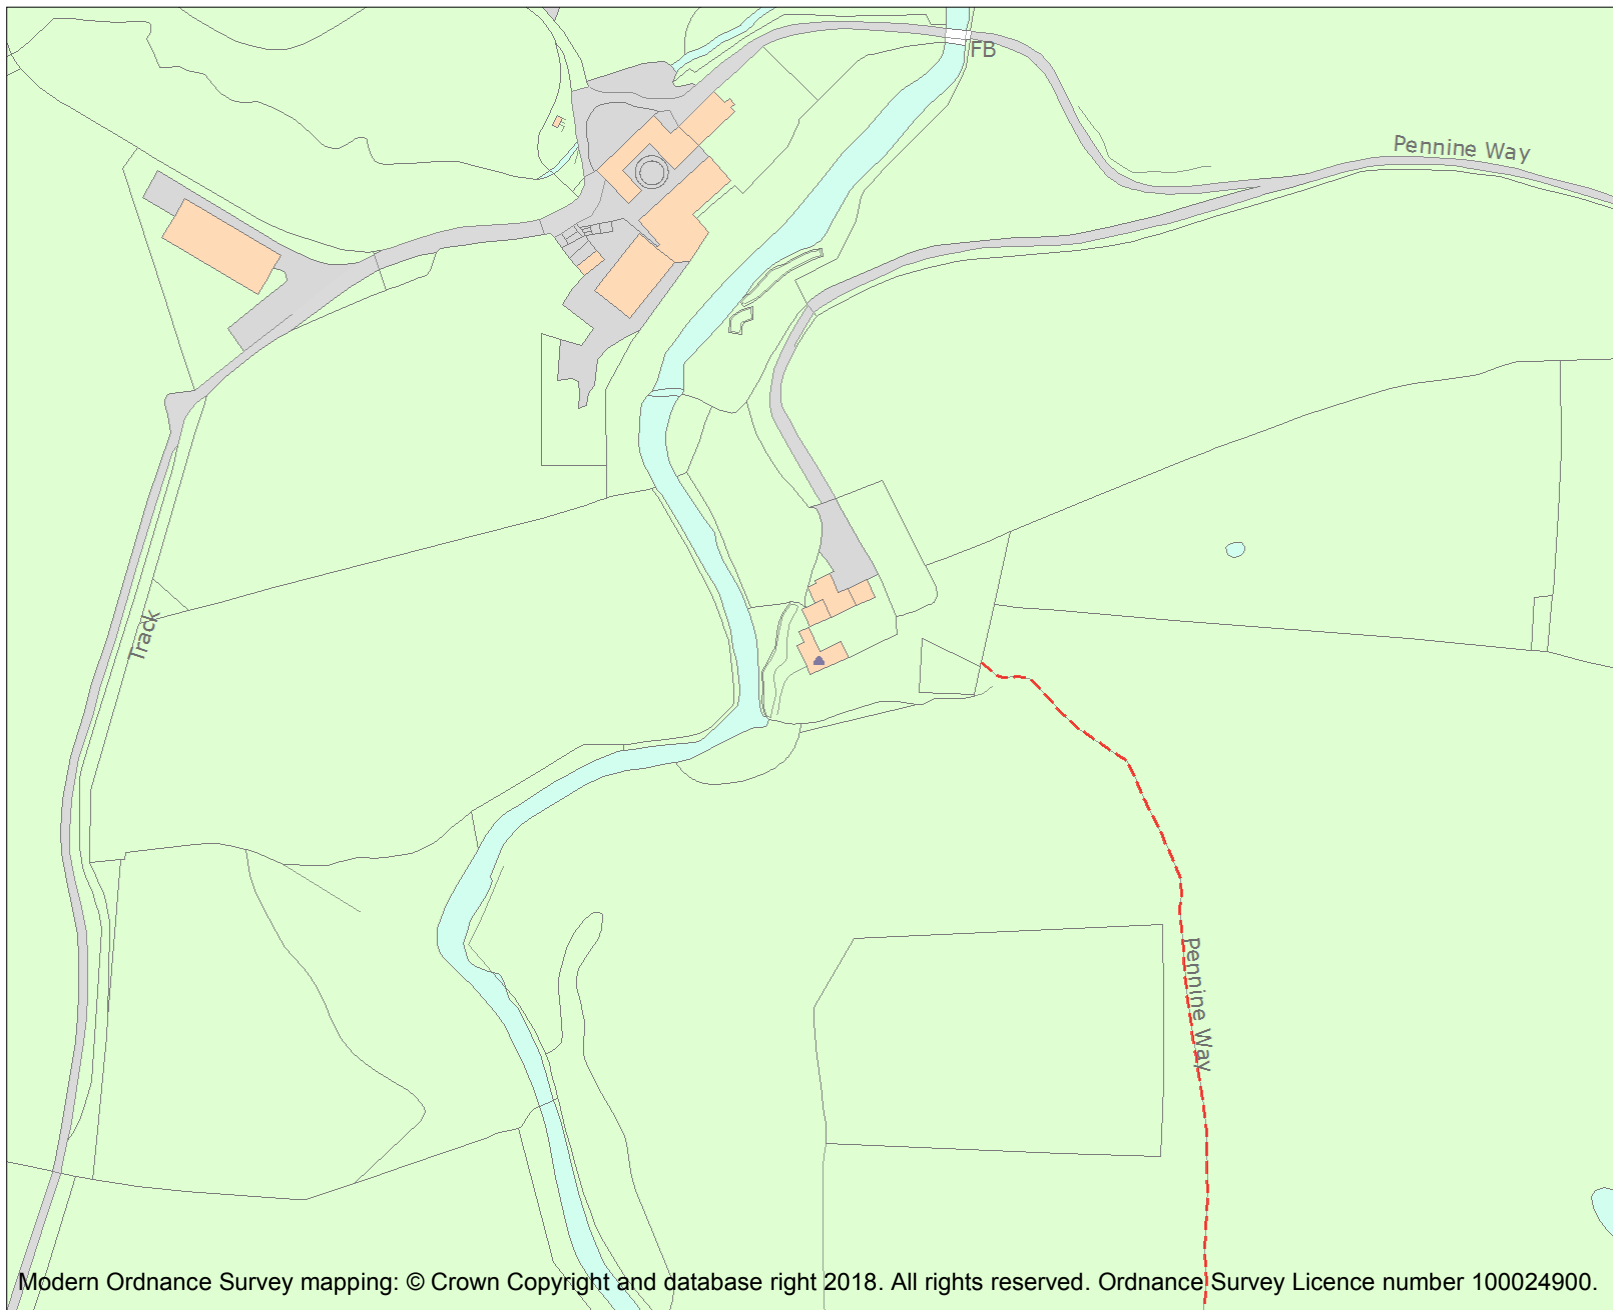 FB
Pennine Way
Track
Pennine Way
Modern Ordnance Survey mapping: © Crown Copyright and database right 2018. All rights reserved. Ordnance Survey Licence number 100024900.